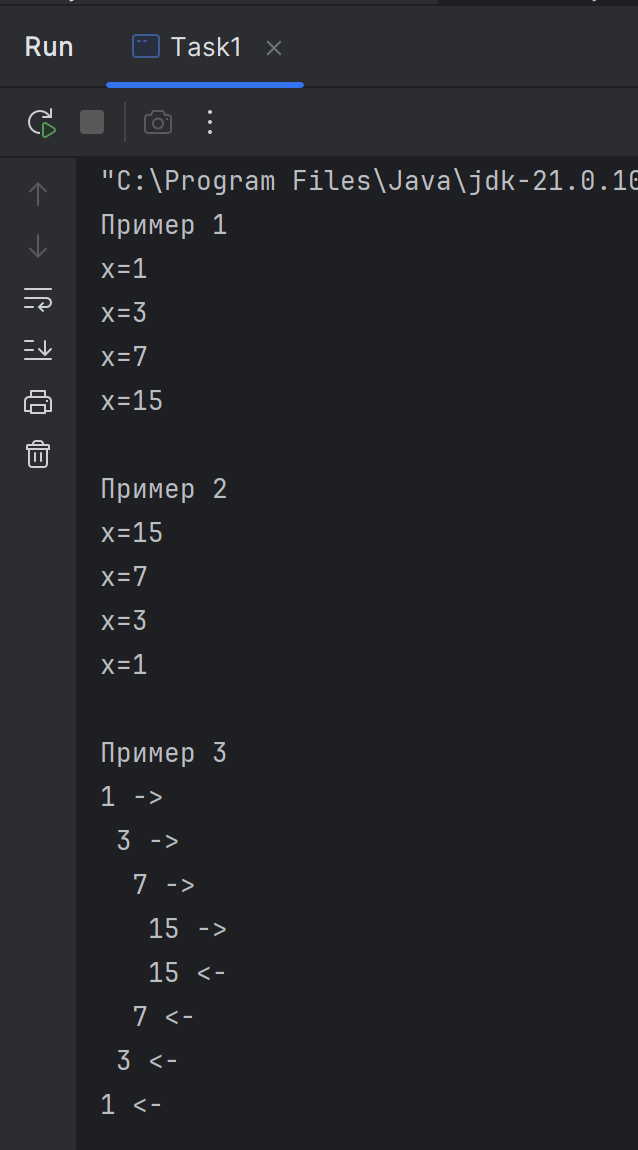 Run Task1
"C:\Program Files\Java\jdk-21.0.10
Пример 1
x=1
x=3
x=7
x=15
Пример 2
x=15
x=7
x=3
x=1
Пример 3
1 ->
 3 ->
  7 ->
   15 ->
   15 <-
  7 <-
 3 <-
1 <-